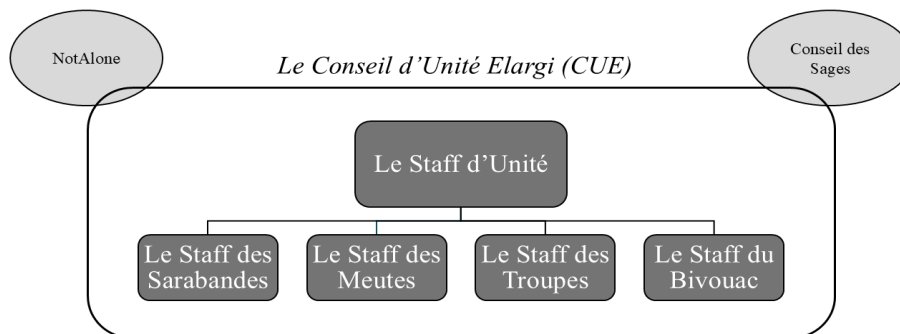 NotAlone
Conseil des
Sages
Le Conseil d’Unité Elargi (CUE)
Le Staff d’Unité
Le Staff des
Sarabandes
Le Staff des
Meutes
Le Staff des
Troupes
Le Staff du
Bivouac